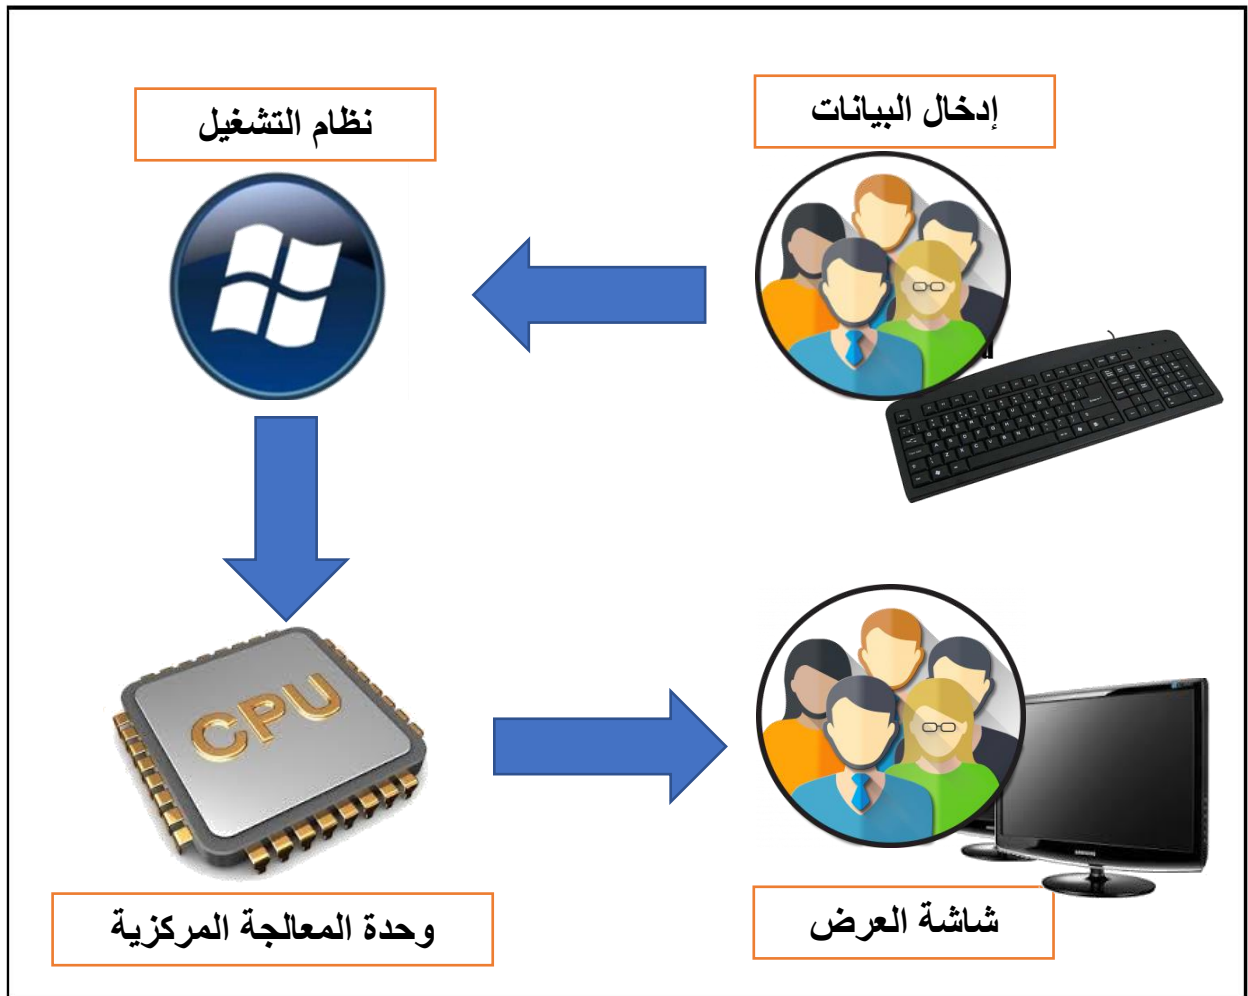 إدخال البيانات
نظام التشغيل
CPU
وحدة المعالجة المركزية
شاشة العرض